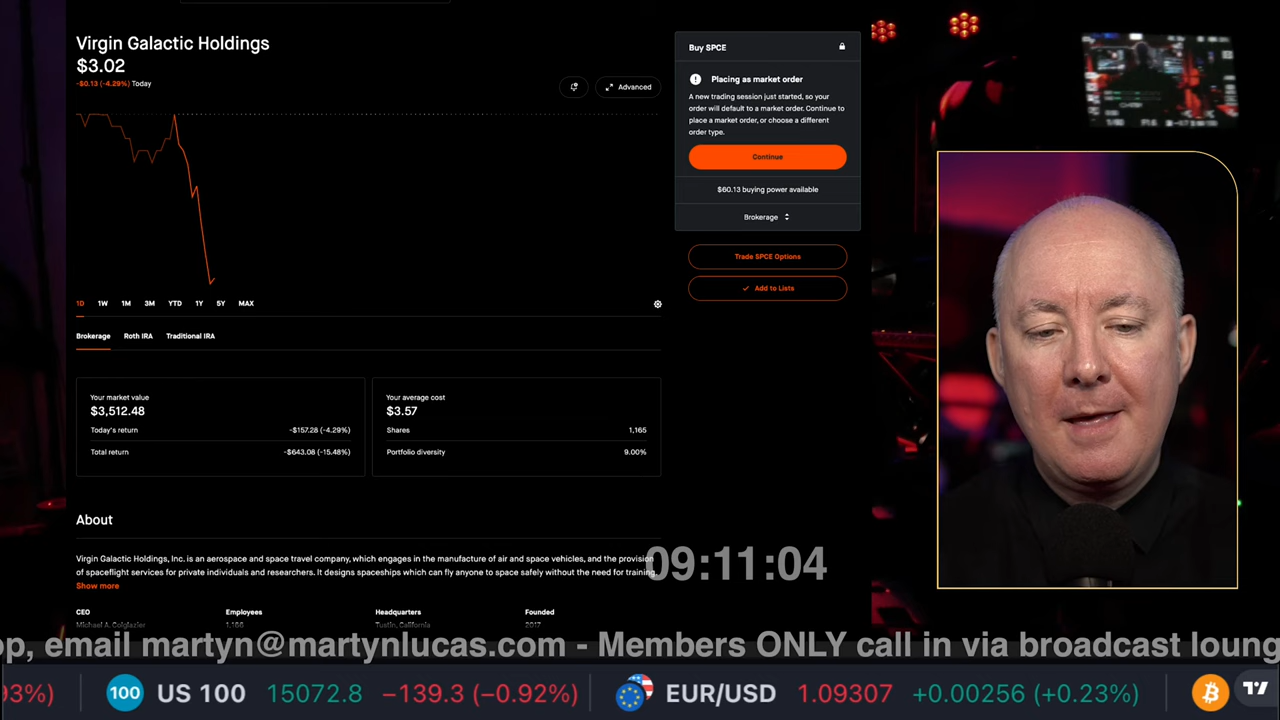 Virgin Galactic Holdings
$3.02
-$0.13 (-4.29%) Today
Advanced
Buy SPCE
Placing as market order
A new trading session just started, so your
order will default to a market order. Continue to
place a market order, or choose a different
order type.
Continue
$60.13 buying power available
Brokerage
Trade SPCE Options
Add to Lists
1D 1W 1M 3M YTD 1Y 5Y MAX
Brokerage Roth IRA Traditional IRA
Your market value
$3,512.48
Today's return -$157.28 (-4.29%)
Total return -$643.08 (-15.48%)
Your average cost
$3.57
Shares 1,165
Portfolio diversity 9.00%
About
Virgin Galactic Holdings, Inc. is an aerospace and space travel company, which engages in the manufacture of air and space vehicles, and the provision
of spaceflight services for private individuals and researchers. It designs spaceships which can fly anyone to space safely without the need for training
Show more
09:11:04
CEO Employees Headquarters Founded
Michael A. Colglazier 1,166 Tustin, California 2017
op, email martyn@martynlucas.com - Members ONLY call in via broadcast loung
93%) 100 US 100 15072.8 −139.3 (−0.92%) EUR/USD 1.09307 +0.00256 (+0.23%)